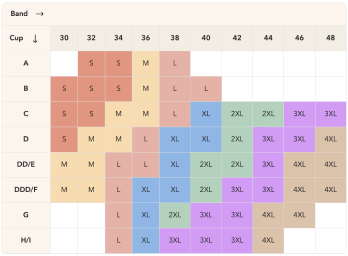 Band →
Cup ↓ 30 32 34 36 38 40 42 44 46 48
A S S M L
B S S S M L L
C S S M M L XL 2XL 2XL 3XL 3XL
D S M M L XL XL 2XL 3XL 3XL 4XL
DD/E M M L L XL 2XL 2XL 3XL 4XL 4XL
DDD/F M M L XL XL 2XL 3XL 3XL 4XL 4XL
G L XL 2XL 3XL 3XL 4XL 4XL
H/I L XL 3XL 3XL 3XL 4XL